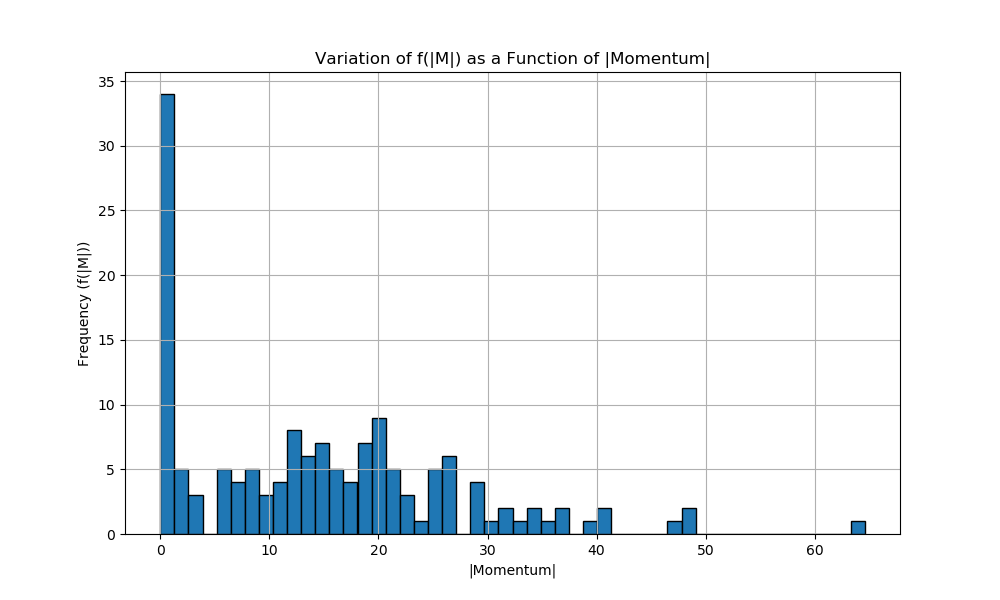 Variation of f(|M|) as a Function of |Momentum|
Frequency (f(|M|))
35
30
25
20
15
10
5
0
0 10 20 30 40 50 60
|Momentum|